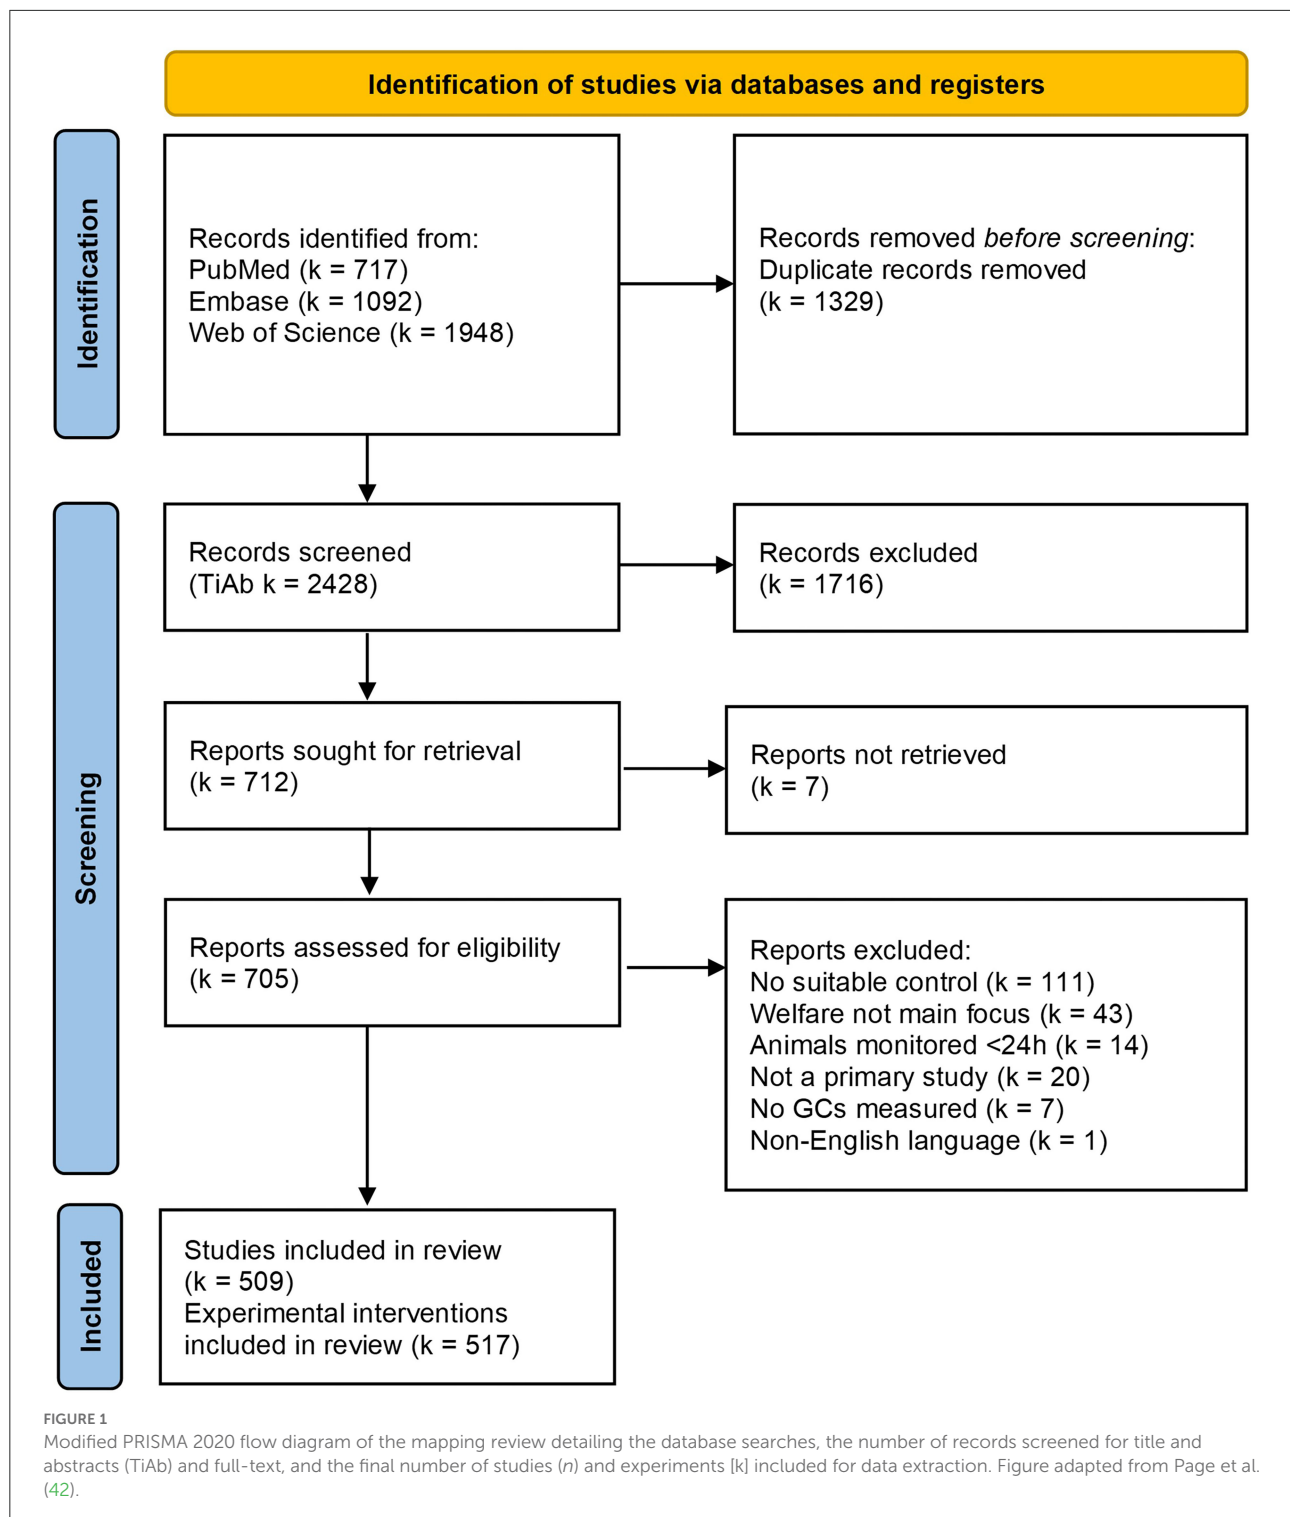 Identification of studies via databases and registers
Identification
Records identified from:
PubMed (k = 717)
Embase (k = 1092)
Web of Science (k = 1948)
Records removed before screening:
Duplicate records removed
(k = 1329)
Screening
Records screened
(TiAb k = 2428)
Records excluded
(k = 1716)
Reports sought for retrieval
(k = 712)
Reports not retrieved
(k = 7)
Reports assessed for eligibility
(k = 705)
Reports excluded:
No suitable control (k = 111)
Welfare not main focus (k = 43)
Animals monitored <24h (k = 14)
Not a primary study (k = 20)
No GCs measured (k = 7)
Non-English language (k = 1)
Included
Studies included in review
(k = 509)
Experimental interventions
included in review (k = 517)
FIGURE 1
Modified PRISMA 2020 flow diagram of the mapping review detailing the database searches, the number of records screened for title and
abstracts (TiAb) and full-text, and the final number of studies (n) and experiments [k] included for data extraction. Figure adapted from Page et al.
(42).